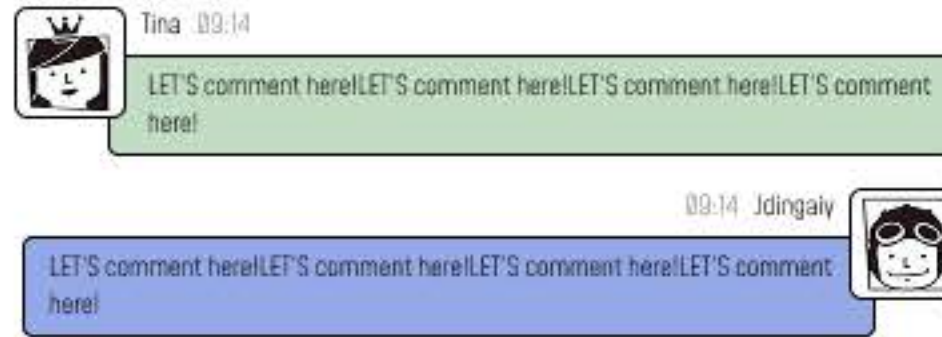 Tina 09:14
LET'S comment here!LET'S comment here!LET'S comment here!LET'S comment
here!
09:14 Jdingaiy
LET'S comment here!LET'S comment here!LET'S comment here!LET'S comment
here!